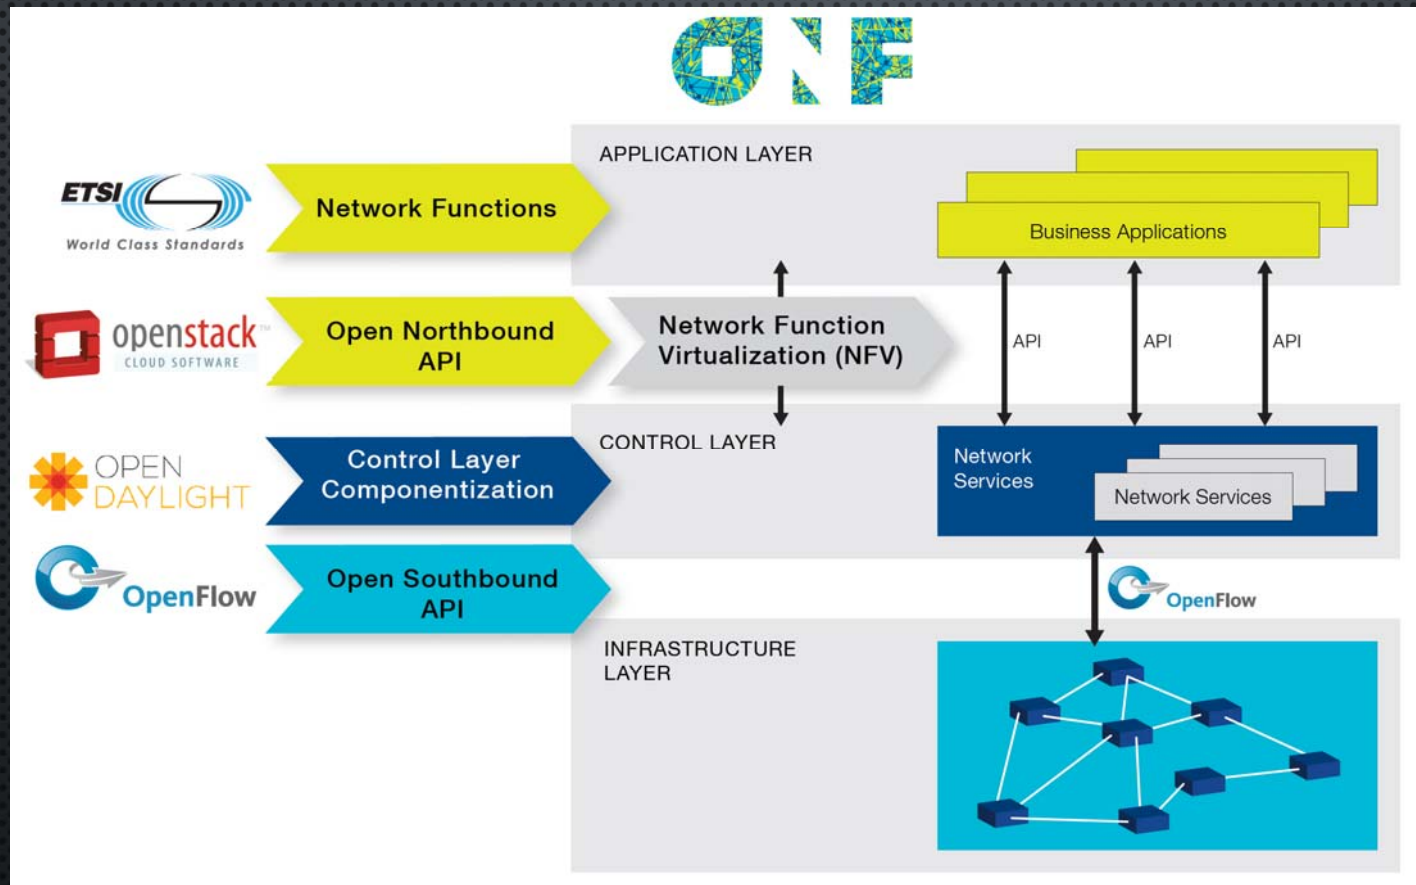 ONF
APPLICATION LAYER
ETSI
World Class Standards
Network Functions
Business Applications
openstack™
CLOUD SOFTWARE
Open Northbound
API
Network Function
Virtualization (NFV)
API
API
API
OPEN
DAYLIGHT
Control Layer
Componentization
CONTROL LAYER
Network
Services
Network Services
OpenFlow
Open Southbound
API
OpenFlow
INFRASTRUCTURE
LAYER